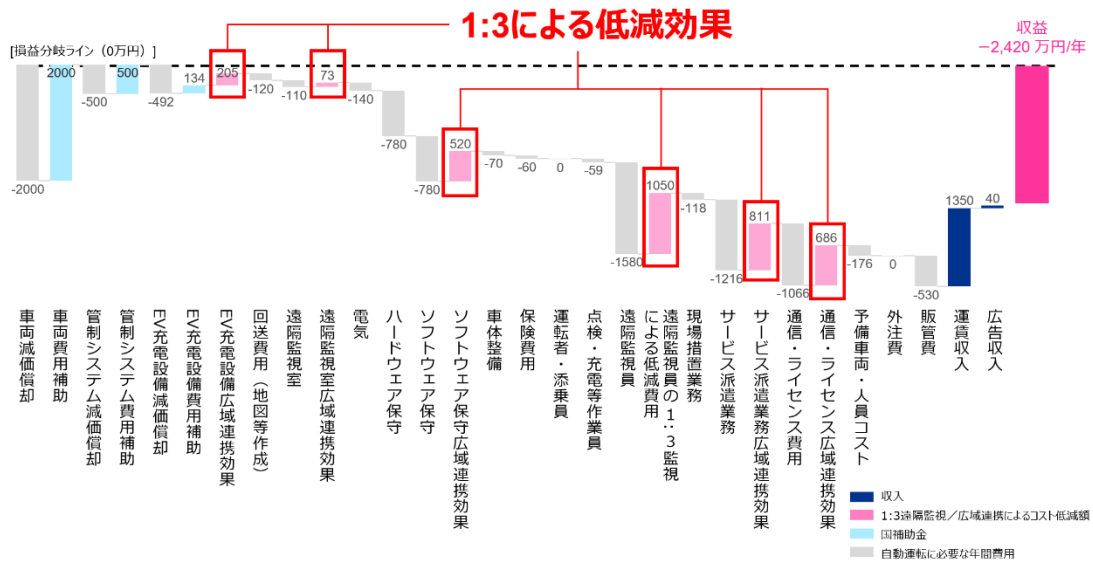 1:3による低減効果
収益
−2,420 万円/年
[損益分岐ライン（0万円）]
-2000
2000
-500
500
-492
134
205
-120
-110
73
-140
-780
-780
520
-70
-60
0
-59
-1580
1050
-118
-1216
811
-1066
686
-176
0
-530
1350
40
車両減価償却
車両費用補助
管制システム減価償却
管制システム費用補助
EV充電設備減価償却
EV充電設備費用補助
EV充電設備広域連携効果
回送費用（地図等作成）
遠隔監視室
遠隔監視室広域連携効果
電気
ハードウェア保守
ソフトウェア保守
ソフトウェア保守広域連携効果
車体整備
保険費用
運転者・添乗員
点検・充電等作業員
遠隔監視員
遠隔監視員の１:３監視
による低減費用
現場措置業務
サービス派遣業務
サービス派遣業務広域連携効果
通信・ライセンス費用
通信・ライセンス広域連携効果
予備車両・人員コスト
外注費
販管費
運賃収入
広告収入
収入
1:3遠隔監視／広域連携によるコスト低減額
国補助金
自動運転に必要な年間費用